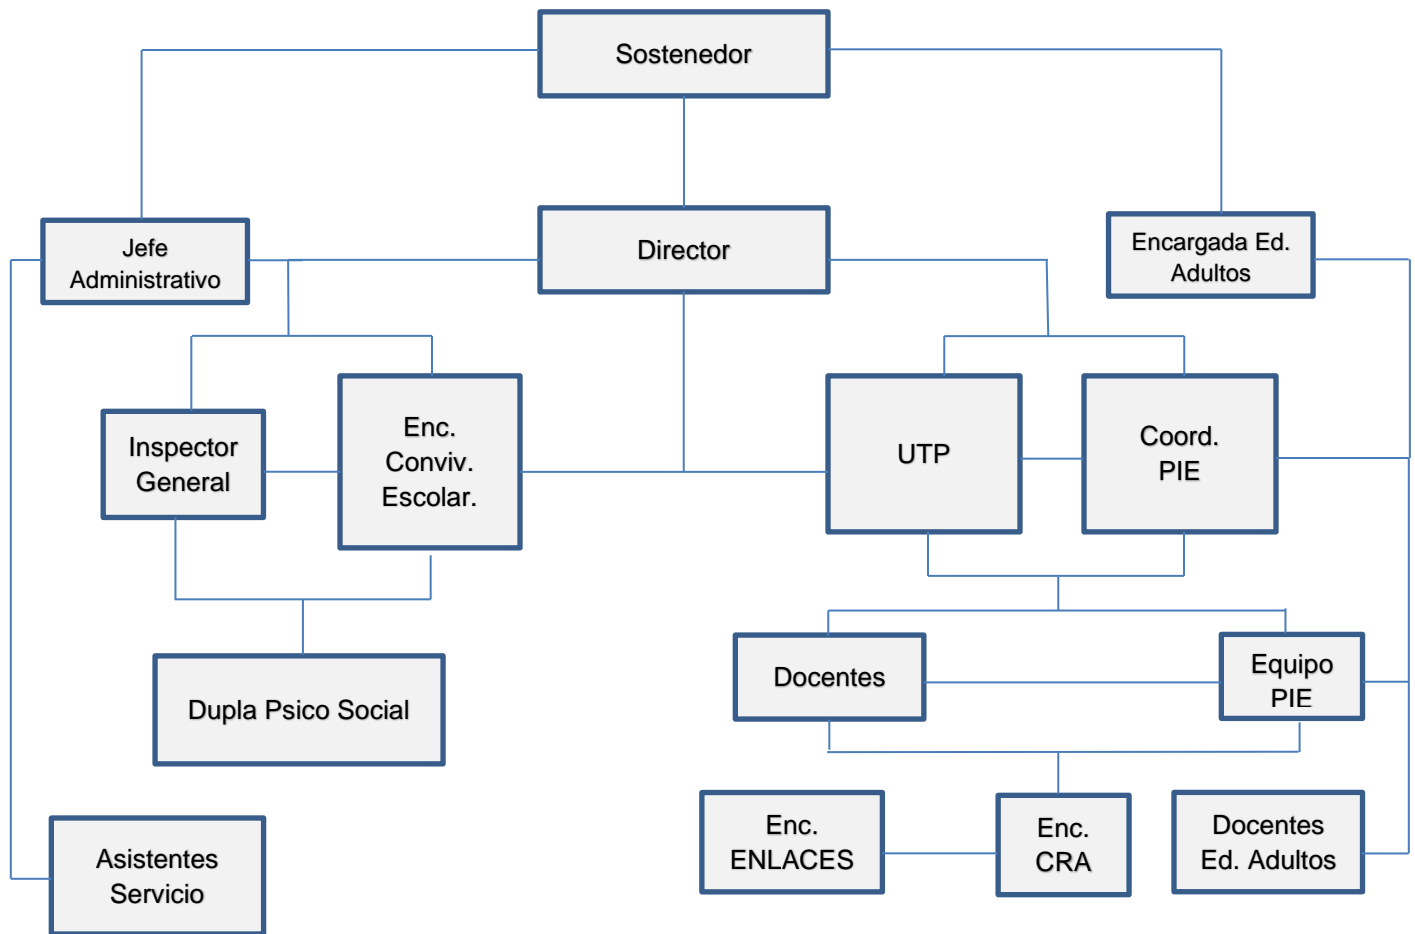 Sostenedor
Jefe
Administrativo
Director
Encargada Ed.
Adultos
Inspector
General
Enc.
Conviv.
Escolar.
UTP
Coord.
PIE
Dupla Psico Social
Docentes
Equipo
PIE
Asistentes
Servicio
Enc.
ENLACES
Enc.
CRA
Docentes
Ed. Adultos